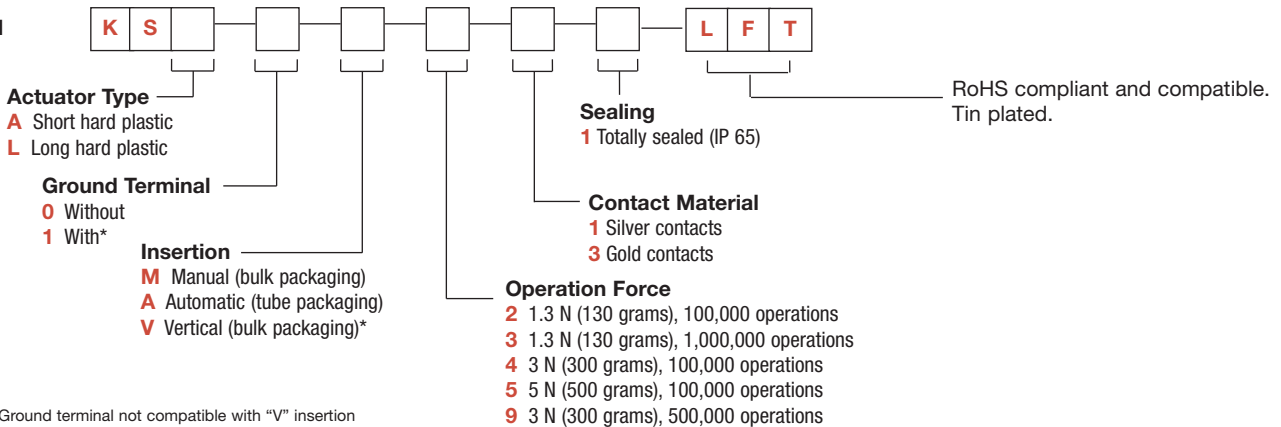 K S L F T
RoHS compliant and compatible.
Tin plated.
Actuator Type
A Short hard plastic
L Long hard plastic
Ground Terminal
0 Without
1 With*
Insertion
M Manual (bulk packaging)
A Automatic (tube packaging)
V Vertical (bulk packaging)*
Operation Force
2 1.3 N (130 grams), 100,000 operations
3 1.3 N (130 grams), 1,000,000 operations
4 3 N (300 grams), 100,000 operations
5 5 N (500 grams), 100,000 operations
9 3 N (300 grams), 500,000 operations
Contact Material
1 Silver contacts
3 Gold contacts
Sealing
1 Totally sealed (IP 65)
Ground terminal not compatible with “V” insertion